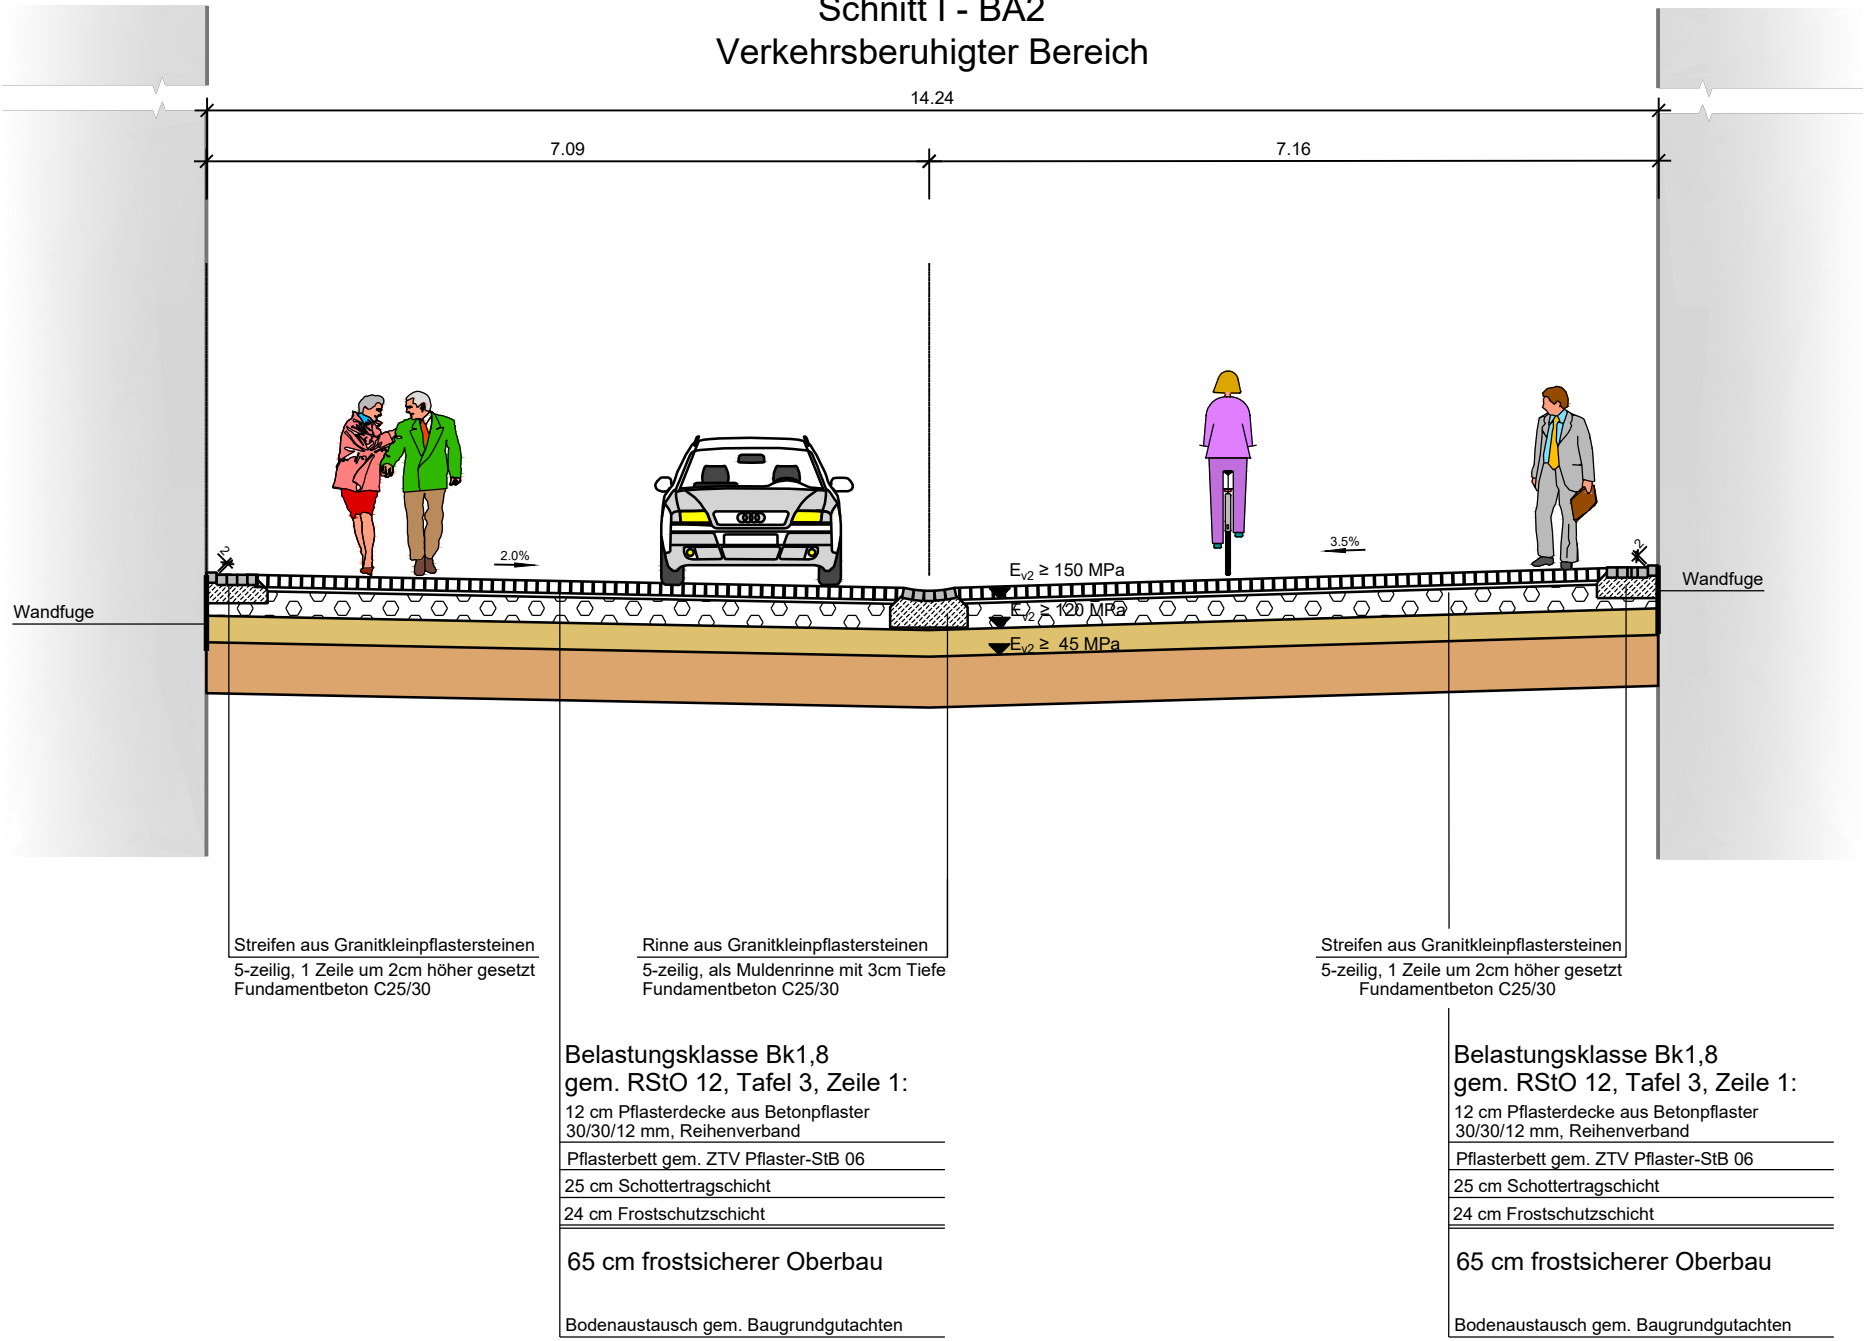 Schnitt I - BA2
Verkehrsberuhigter Bereich
14.24
7.09
7.16
2
2.0%
3.5%
2
Ev2 ≥ 150 MPa
Ev2 ≥ 120 MPa
Ev2 ≥ 45 MPa
Wandfuge
Wandfuge
Streifen aus Granitkleinpflastersteinen
5-zeilig, 1 Zeile um 2cm höher gesetzt
Fundamentbeton C25/30
Rinne aus Granitkleinpflastersteinen
5-zeilig, als Muldenrinne mit 3cm Tiefe
Fundamentbeton C25/30
Streifen aus Granitkleinpflastersteinen
5-zeilig, 1 Zeile um 2cm höher gesetzt
Fundamentbeton C25/30
Belastungsklasse Bk1,8
gem. RStO 12, Tafel 3, Zeile 1:
12 cm Pflasterdecke aus Betonpflaster
30/30/12 mm, Reihenverband
Pflasterbett gem. ZTV Pflaster-StB 06
25 cm Schottertragschicht
24 cm Frostschutzschicht
65 cm frostsicherer Oberbau
Bodenaustausch gem. Baugrundgutachten
Belastungsklasse Bk1,8
gem. RStO 12, Tafel 3, Zeile 1:
12 cm Pflasterdecke aus Betonpflaster
30/30/12 mm, Reihenverband
Pflasterbett gem. ZTV Pflaster-StB 06
25 cm Schottertragschicht
24 cm Frostschutzschicht
65 cm frostsicherer Oberbau
Bodenaustausch gem. Baugrundgutachten